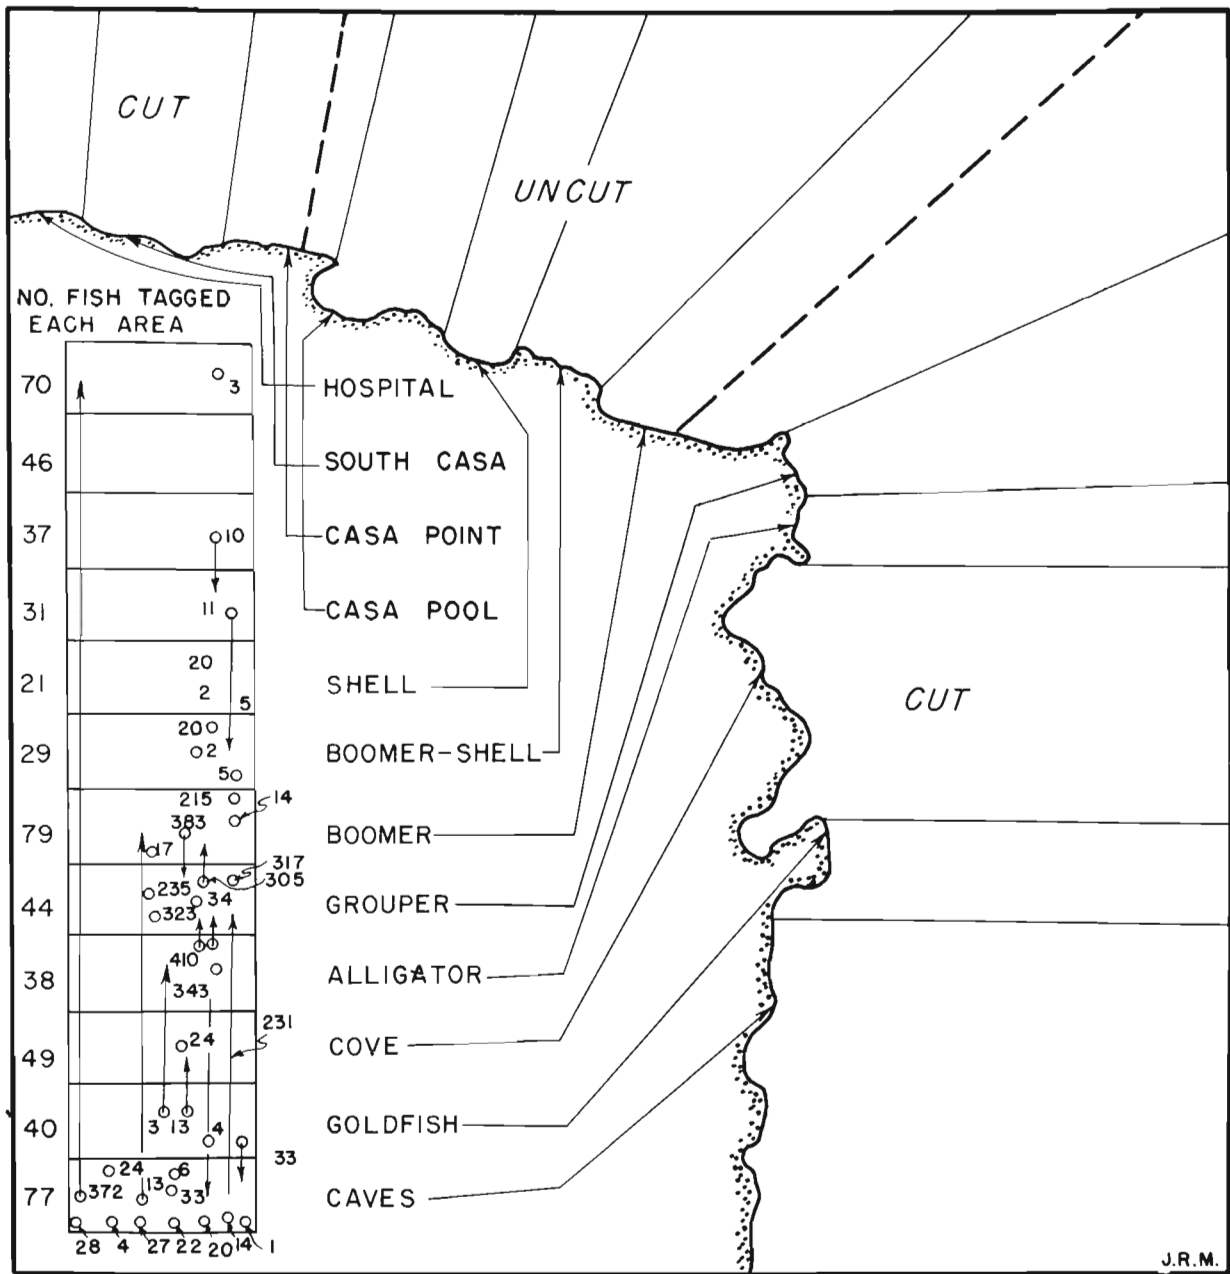 CUT
UNCUT
NO. FISH TAGGED
EACH AREA
70 3 HOSPITAL
46 SOUTH CASA
37 10 CASA POINT
31 11 CASA POOL
20
21 2 5 SHELL
20
29 2 BOOMER-SHELL
5
CUT
215 14
383
79 17 BOOMER
317
305
235 34
44 323 GROUPER
410
38 343 ALLIGATOR
231
49 24 COVE
3 13 4
40 GOLDFISH
33
24 6
77 372 13 33 CAVES
28 4 27 22 20 14 1
J.R.M.